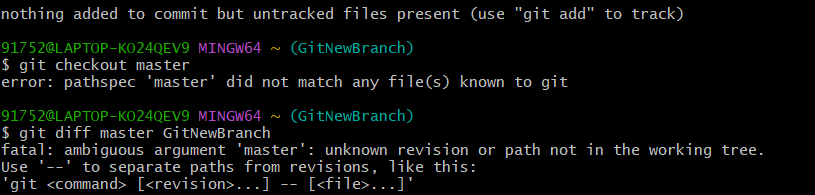 nothing added to commit but untracked files present (use "git add" to track)
91752@LAPTOP-KO24QEV9 MINGW64 ~ (GitNewBranch)
$ git checkout master
error: pathspec 'master' did not match any file(s) known to git
91752@LAPTOP-KO24QEV9 MINGW64 ~ (GitNewBranch)
$ git diff master GitNewBranch
fatal: ambiguous argument 'master': unknown revision or path not in the working tree.
Use '--' to separate paths from revisions, like this:
'git <command> [<revision>...] -- [<file>...]'